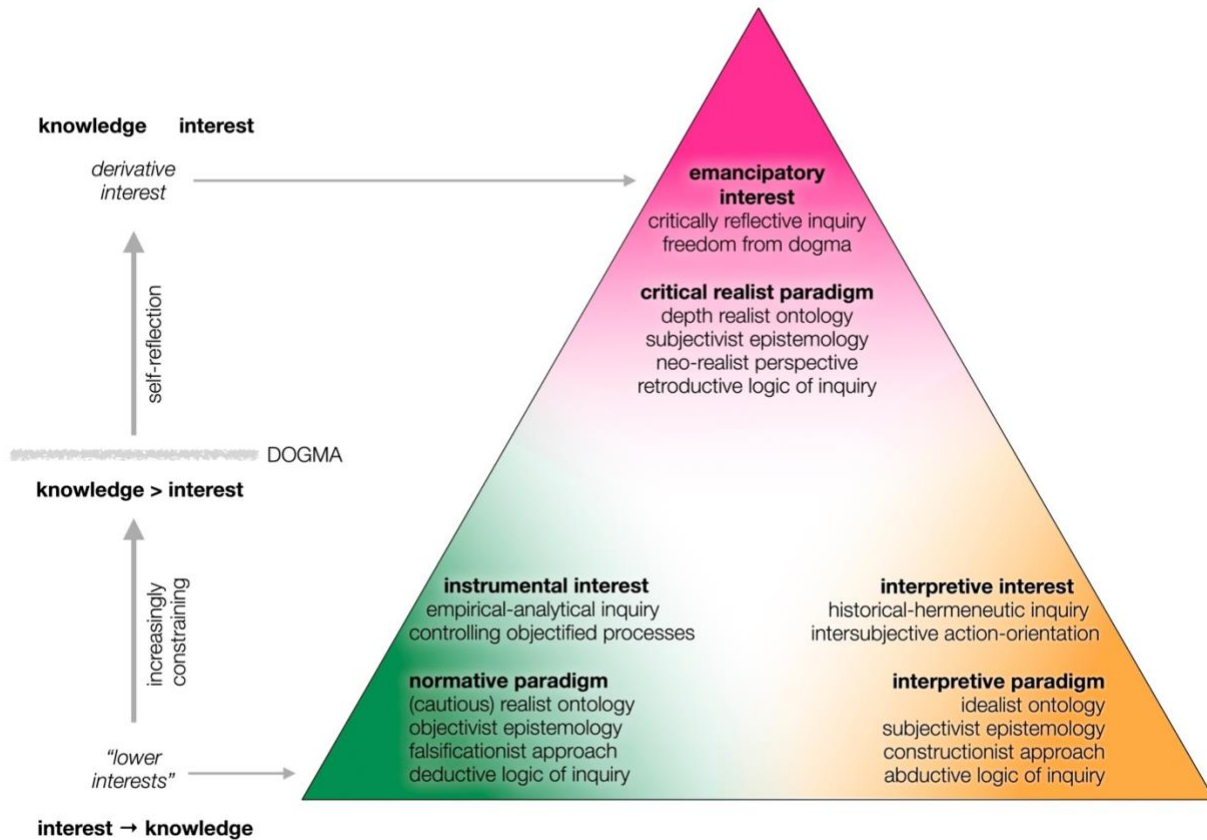 knowledge interest
derivative
interest
self-reflection
DOGMA
knowledge > interest
increasingly
constraining
“lower
interests”
interest → knowledge
emancipatory
interest
critically reflective inquiry
freedom from dogma
critical realist paradigm
depth realist ontology
subjectivist epistemology
neo-realist perspective
retroductive logic of inquiry
instrumental interest
empirical-analytical inquiry
controlling objectified processes
normative paradigm
(cautious) realist ontology
objectivist epistemology
falsificationist approach
deductive logic of inquiry
interpretive interest
historical-hermeneutic inquiry
intersubjective action-orientation
interpretive paradigm
idealist ontology
subjectivist epistemology
constructionist approach
abductive logic of inquiry